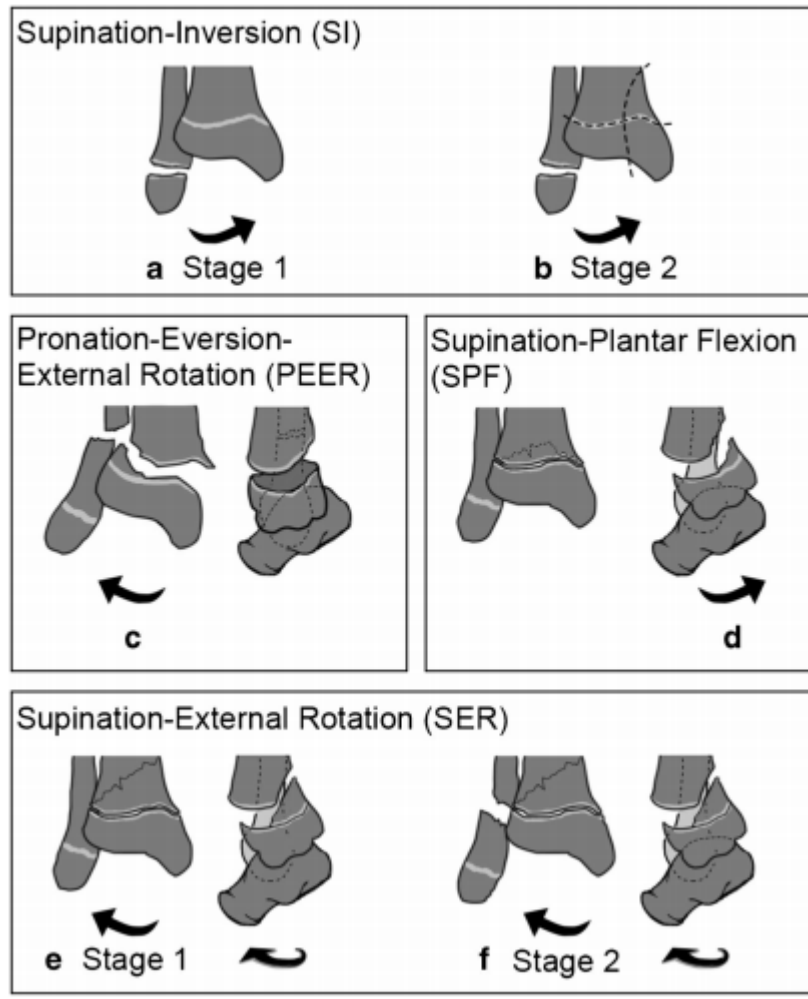 Supination-Inversion (SI)
a Stage 1
b Stage 2
Pronation-Eversion-
External Rotation (PEER)
c
Supination-Plantar Flexion
(SPF)
d
Supination-External Rotation (SER)
e Stage 1
f Stage 2